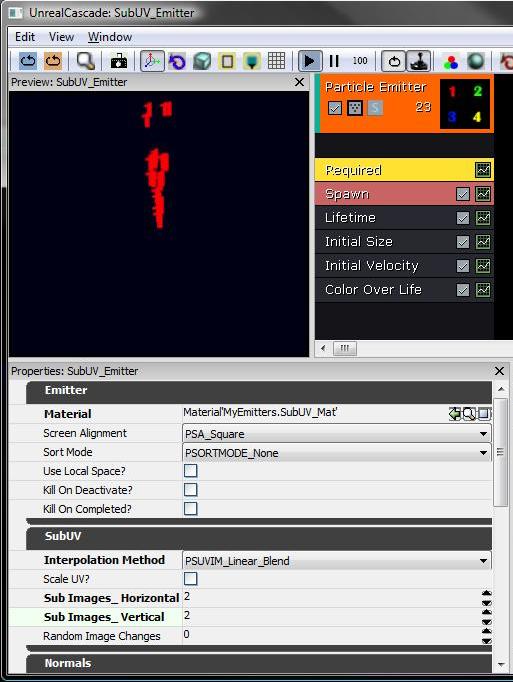 UnrealCascade: SubUV_Emitter
Edit View Window
100
Preview: SubUV_Emitter
Particle Emitter
S 23
1 2
3 4
Required
Spawn
Lifetime
Initial Size
Initial Velocity
Color Over Life
Properties: SubUV_Emitter
Emitter
Material Material'MyEmitters.SubUV_Mat'
Screen Alignment PSA_Square
Sort Mode PSORTMODE_None
Use Local Space?
Kill On Deactivate?
Kill On Completed?
SubUV
Interpolation Method PSUVIM_Linear_Blend
Scale UV?
Sub Images_ Horizontal 2
Sub Images_ Vertical 2
Random Image Changes 0
Normals